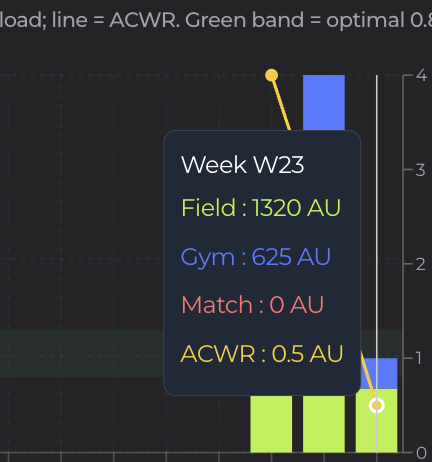 load; line = ACWR. Green band = optimal 0.8
4
Week W23
Field : 1320 AU
3
Gym : 625 AU
2
Match : 0 AU
ACWR : 0.5 AU
1
0